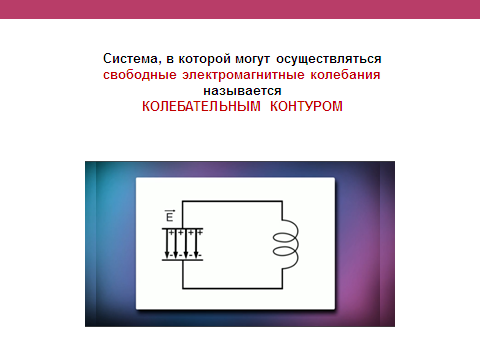 Система, в которой могут осуществляться
свободные электромагнитные колебания
называется
КОЛЕБАТЕЛЬНЫМ КОНТУРОМ
E
++++
----